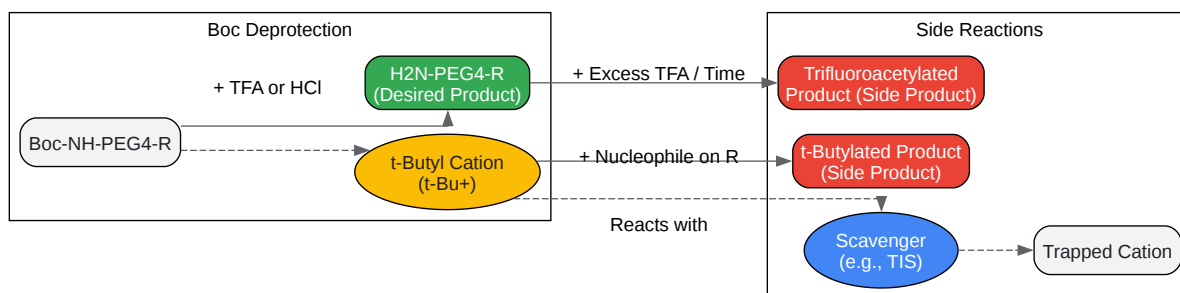 Boc Deprotection
Side Reactions
+ TFA or HCl
H2N-PEG4-R
(Desired Product)
+ Excess TFA / Time
Trifluoroacetylated
Product (Side Product)
Boc-NH-PEG4-R
t-Butyl Cation
(t-Bu+)
+ Nucleophile on R
t-Butylated Product
(Side Product)
Reacts with
Scavenger
(e.g., TIS)
Trapped Cation